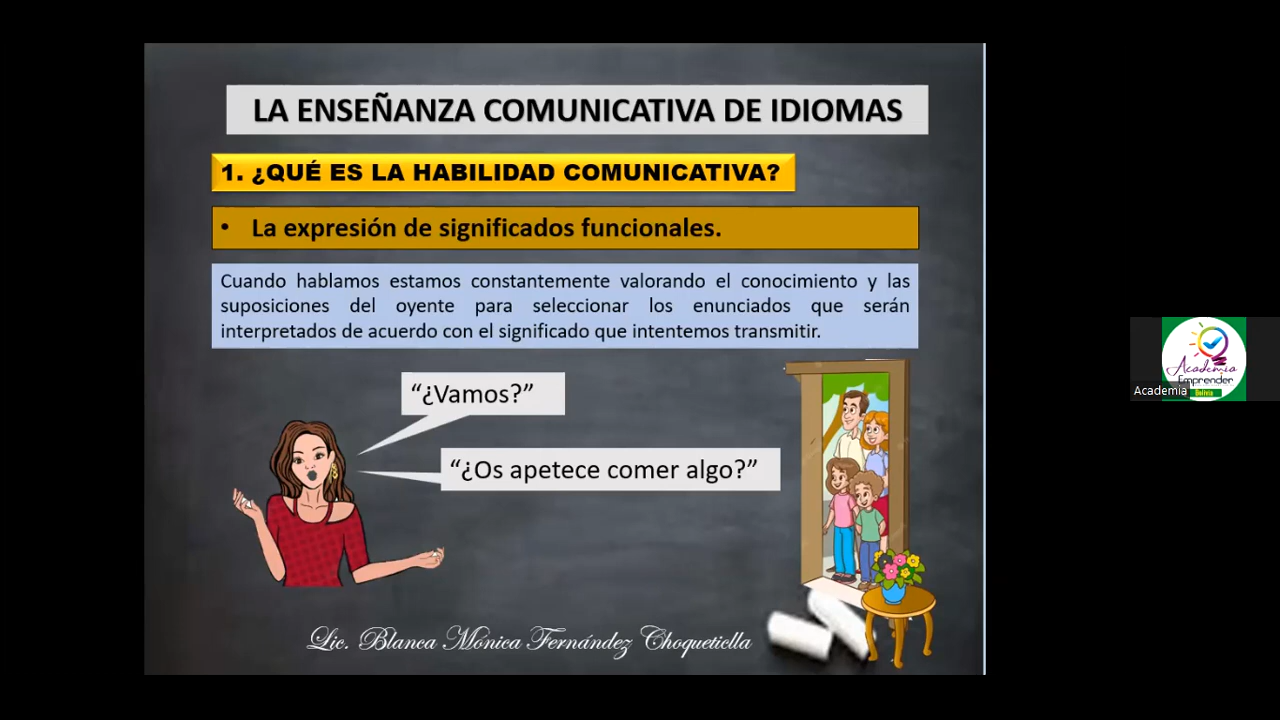 LA ENSEÑANZA COMUNICATIVA DE IDIOMAS
1. ¿QUÉ ES LA HABILIDAD COMUNICATIVA?
• La expresión de significados funcionales.
Cuando hablamos estamos constantemente valorando el conocimiento y las
suposiciones del oyente para seleccionar los enunciados que serán
interpretados de acuerdo con el significado que intentemos transmitir.
“¿Vamos?”
“¿Os apetece comer algo?”
Lic. Blanca Mónica Fernández Choqueticlla
Academia
Emprender
Bolivia
Academia